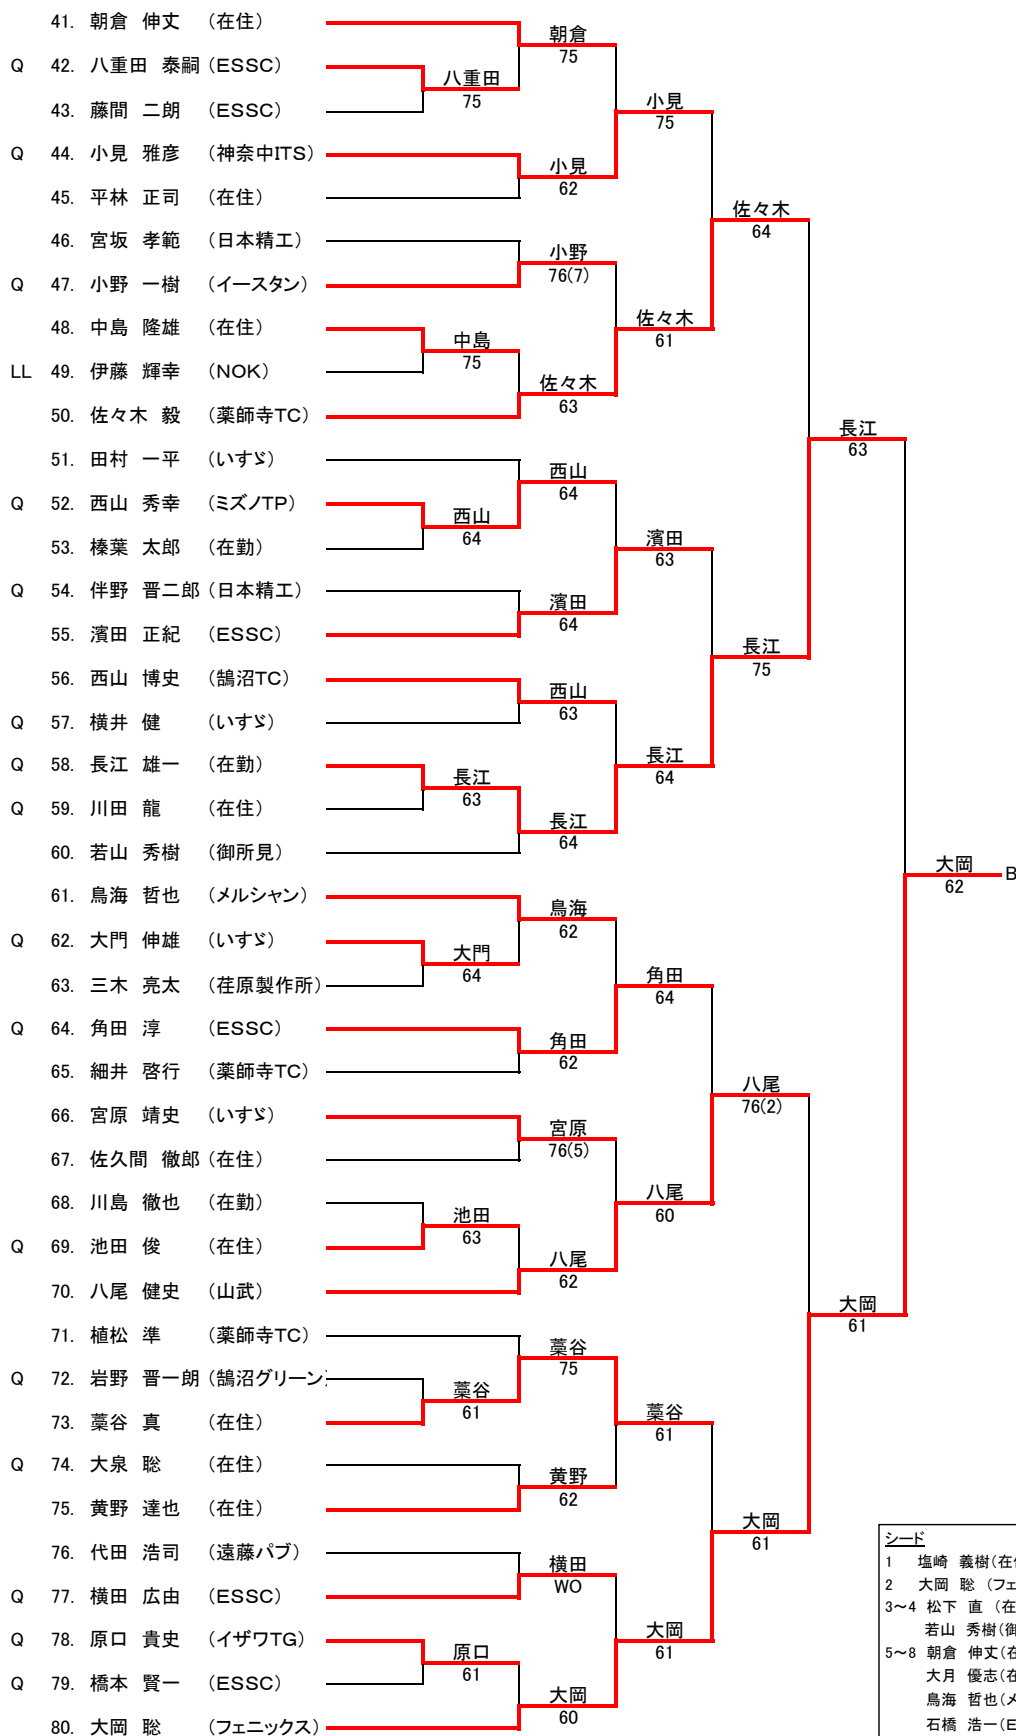 41. 朝倉 伸丈 (在住)
朝倉
75
Q 42. 八重田 泰嗣 (ESSC)
八重田
75
43. 藤間 二朗 (ESSC)
小見
75
Q 44. 小見 雅彦 (神奈中ITS)
小見
62
45. 平林 正司 (在住)
佐々木
64
46. 宮坂 孝範 (日本精工)
小野
76(7)
Q 47. 小野 一樹 (イースタン)
佐々木
61
48. 中島 隆雄 (在住)
中島
75
LL 49. 伊藤 輝幸 (NOK)
佐々木
63
50. 佐々木 毅 (薬師寺TC)
長江
63
51. 田村 一平 (いすゞ)
西山
64
Q 52. 西山 秀幸 (ミズノTP)
西山
64
53. 榛葉 太郎 (在勤)
濱田
63
Q 54. 伴野 晋二郎 (日本精工)
濱田
64
55. 濱田 正紀 (ESSC)
長江
75
56. 西山 博史 (鵠沼TC)
西山
63
Q 57. 横井 健 (いすゞ)
長江
64
Q 58. 長江 雄一 (在勤)
長江
63
Q 59. 川田 龍 (在住)
長江
64
60. 若山 秀樹 (御所見)
大岡
62
B
61. 鳥海 哲也 (メルシャン)
鳥海
62
Q 62. 大門 伸雄 (いすゞ)
大門
64
63. 三木 亮太 (荏原製作所)
角田
64
Q 64. 角田 淳 (ESSC)
角田
62
65. 細井 啓行 (薬師寺TC)
八尾
76(2)
66. 宮原 靖史 (いすゞ)
宮原
76(5)
67. 佐久間 徹郎 (在住)
八尾
60
68. 川島 徹也 (在勤)
池田
63
Q 69. 池田 俊 (在住)
八尾
62
70. 八尾 健史 (山武)
大岡
61
71. 植松 準 (薬師寺TC)
藁谷
75
Q 72. 岩野 晋一朗 (鵠沼グリーン)
藁谷
61
73. 藁谷 真 (在住)
藁谷
61
Q 74. 大泉 聡 (在住)
黄野
62
75. 黄野 達也 (在住)
大岡
61
76. 代田 浩司 (遠藤パブ)
横田
WO
Q 77. 横田 広由 (ESSC)
大岡
61
Q 78. 原口 貴史 (イザワTG)
原口
61
Q 79. 橋本 賢一 (ESSC)
大岡
60
80. 大岡 聡 (フェニックス)
シード
1 塩崎 義樹(在
2 大岡 聡 (フェ
3～4 松下 直 (在
若山 秀樹(御
5～8 朝倉 伸丈(在
大月 優志(在
鳥海 哲也(メ
石橋 浩一(E